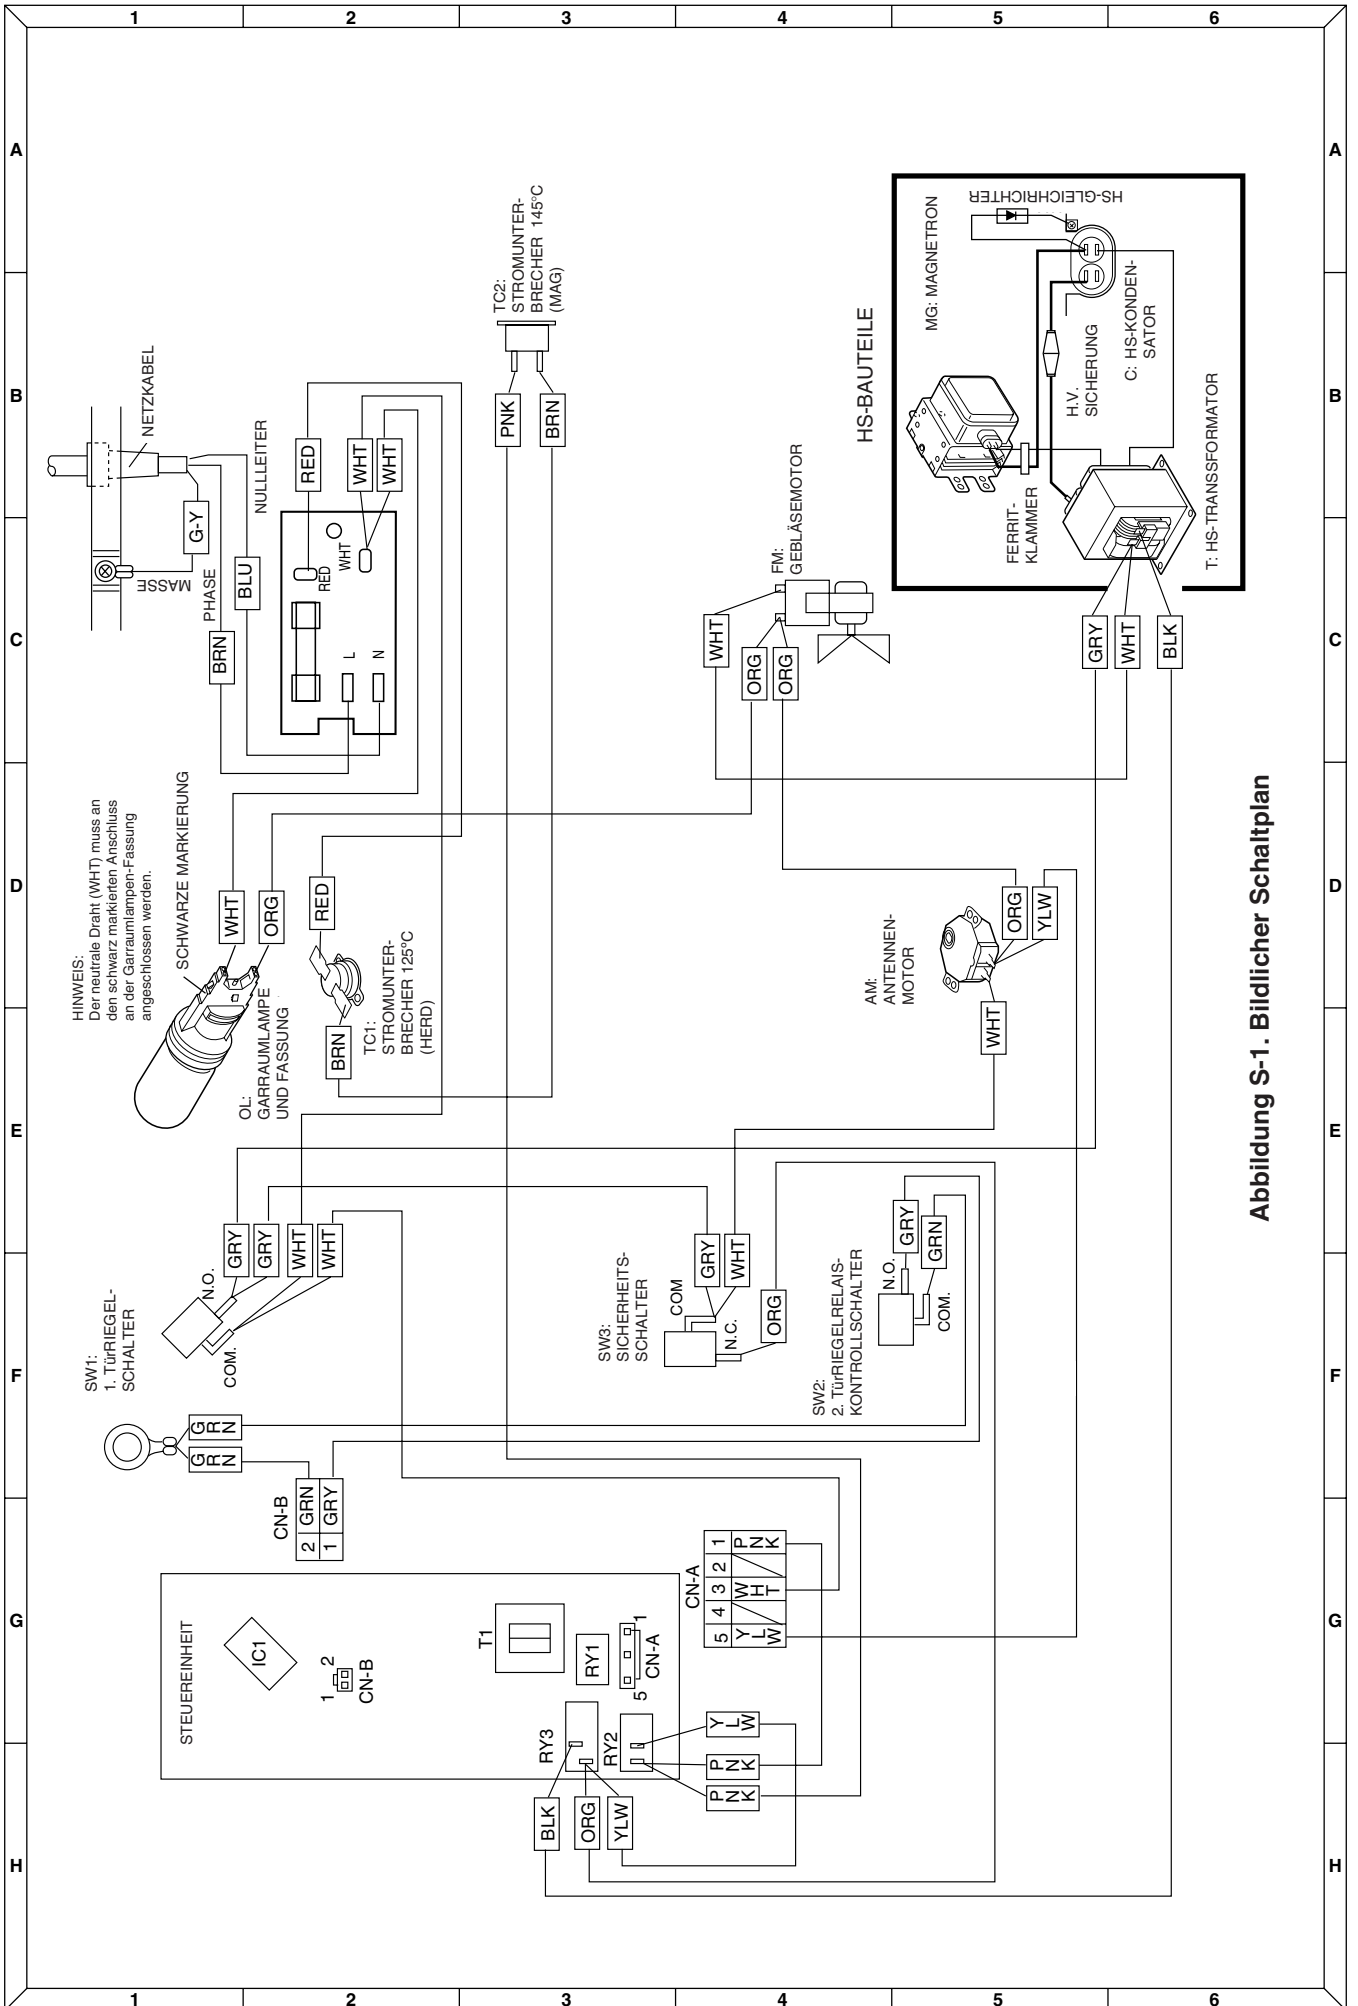 1 2 3 4 5 6
A
B
C
D
E
F
G
H
A
B
C
D
E
F
G
H
1 2 3 4 5 6
NETZKABEL
G-Y
MASSE
PHASE
BRN
NULLLEITER
BLU
RED
WHT
WHT
RED
WHT
L
N
TC2:
STROMUNTER-
BRECHER 145°C
(MAG)
PNK
BRN
HS-BAUTEILE
MG: MAGNETRON
HS-GLEICHRICHTER
H.V.
SICHERUNG
C: HS-KONDEN-
SATOR
FERRIT-
KLAMMER
T: HS-TRANSSFORMATOR
GRY
WHT
BLK
FM:
GEBLÄSEMOTOR
WHT
ORG
ORG
HINWEIS:
Der neutrale Draht (WHT) muss an
den schwarz markierten Anschluss
an der Garraumlampen-Fassung
angeschlossen werden.
SCHWARZE MARKIERUNG
WHT
ORG
OL:
GARRAUMLAMPE
UND FASSUNG
RED
BRN
TC1:
STROMUNTER-
BRECHER 125°C
(HERD)
AM:
ANTENNEN-
MOTOR
ORG
YLW
WHT
SW1:
1. TürRIEGEL-
SCHALTER
N.O.
COM.
GRY
GRY
WHT
WHT
SW3:
SICHERHEITS-
SCHALTER
COM
N.C.
GRY
WHT
ORG
SW2:
2. TürRIEGELRELAIS-
KONTROLLSCHALTER
N.O.
COM.
GRY
GRN
GRN
GRN
CN-B
2 GRN
1 GRY
STEUEREINHEIT
IC1
1 2
CN-B
T1
RY1
5 1
CN-A
RY3
RY2
CN-A
5 4 3 2 1
YLW WHT PNK
YLW
PNK
PNK
BLK
ORG
YLW
Abbildung S-1. Bildlicher Schaltplan